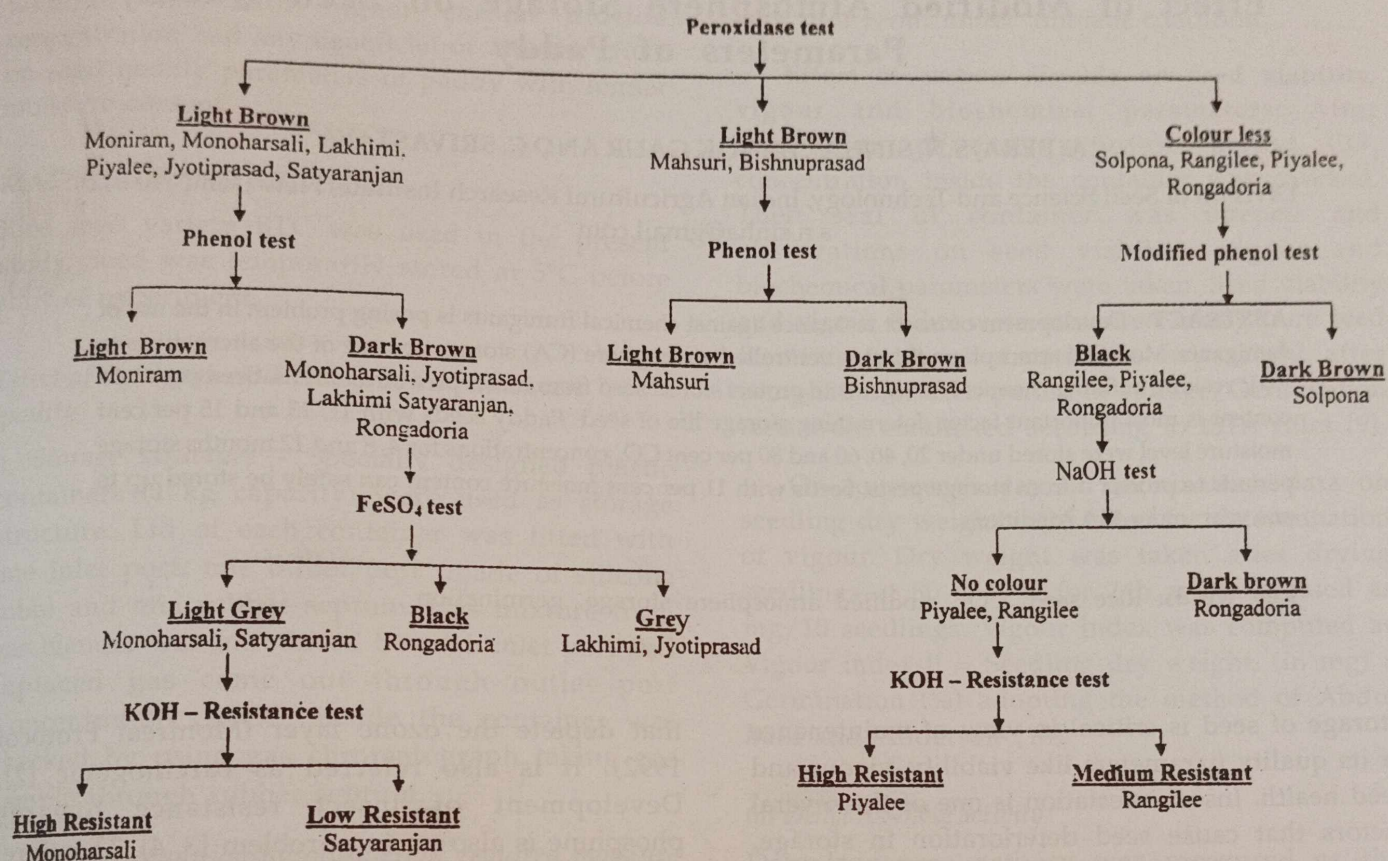 Peroxidase test
Light Brown
Moniram, Monoharsali, Lakhimi.
Piyalee, Jyotiprasad, Satyaranjan
Light Brown
Mahsuri, Bishnuprasad
Colour less
Solpona, Rangilee, Piyalee,
Rongadoria
Phenol test
Phenol test
Modified phenol test
Light Brown
Moniram
Dark Brown
Monoharsali, Jyotiprasad,
Lakhimi Satyaranjan,
Rongadoria
Light Brown
Mahsuri
Dark Brown
Bishnuprasad
Black
Rangilee, Piyalee,
Rongadoria
Dark Brown
Solpona
FeSO₄ test
NaOH test
Light Grey
Monoharsali, Satyaranjan
Black
Rongadoria
Grey
Lakhimi, Jyotiprasad
No colour
Piyalee, Rangilee
Dark brown
Rongadoria
KOH – Resistance test
KOH – Resistance test
High Resistant
Monoharsali
Low Resistant
Satyaranjan
High Resistant
Piyalee
Medium Resistant
Rangilee